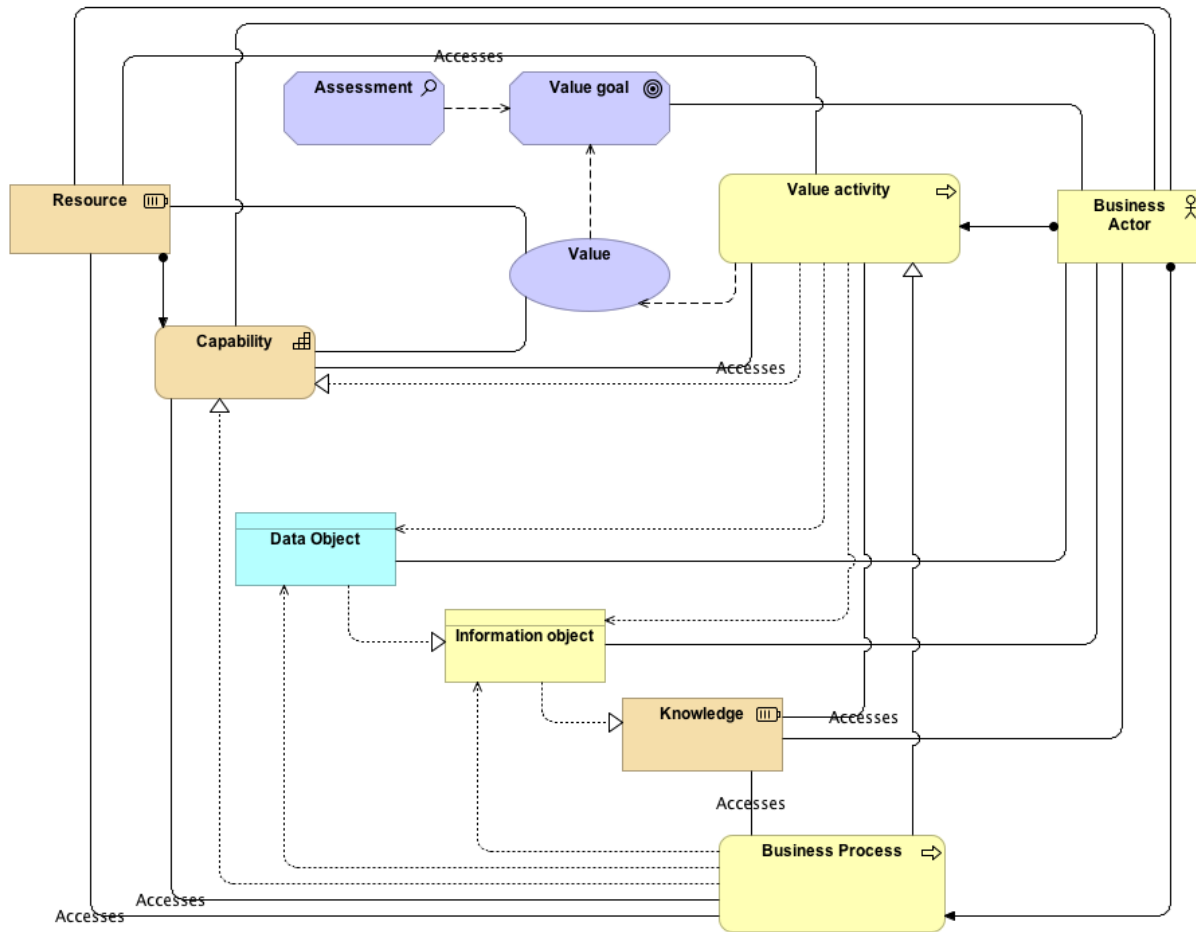 Accesses
Assessment
Value goal
Resource
Value activity
Business
Actor
Value
Capability
Accesses
Data Object
Information object
Knowledge
Accesses
Accesses
Business Process
Accesses
Accesses